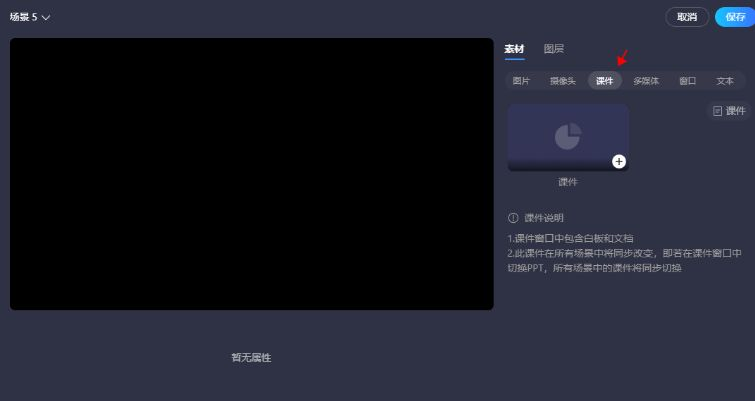 场景 5
取消
保存
素材
图层
图片
摄像头
课件
多媒体
窗口
文本
课件
课件
课件说明
1.课件窗口中包含白板和文档
2.此课件在所有场景中将同步改变，即若在课件窗口中
切换PPT，所有场景中的课件将同步切换
暂无属性